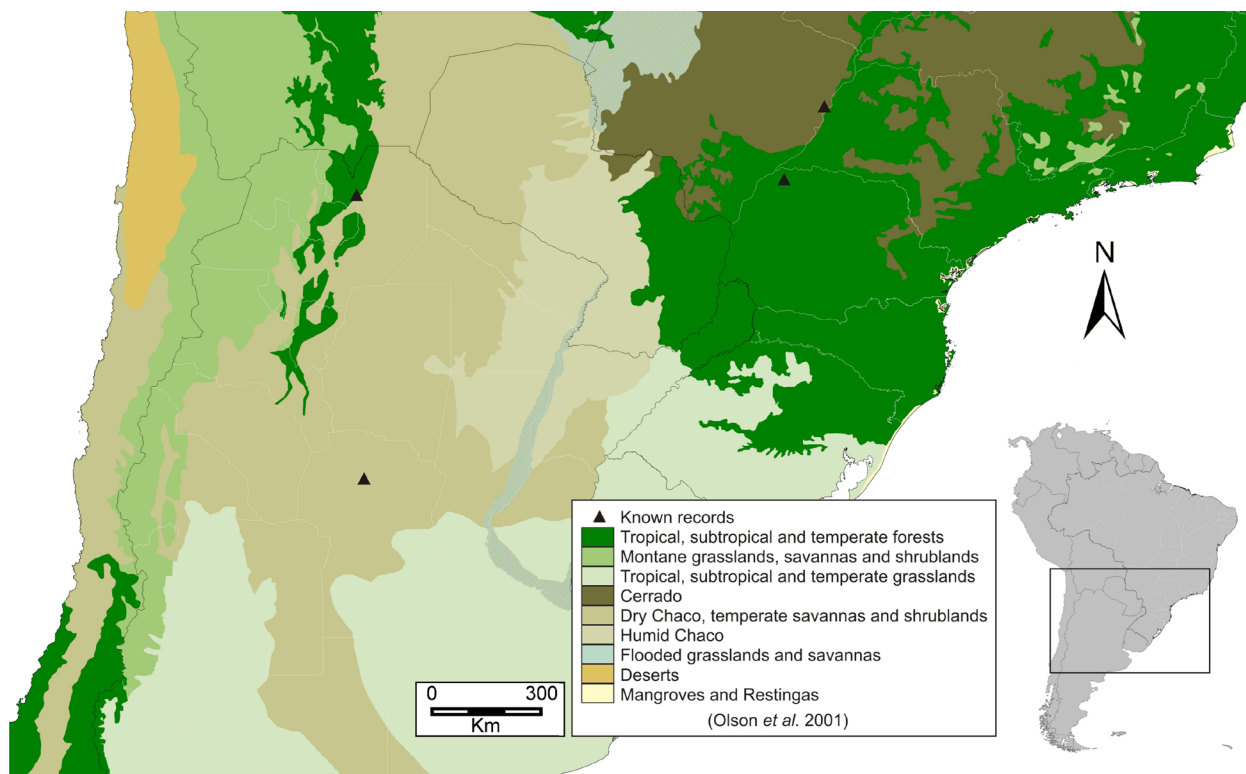 N
Known records
Tropical, subtropical and temperate forests
Montane grasslands, savannas and shrublands
Tropical, subtropical and temperate grasslands
Cerrado
Dry Chaco, temperate savannas and shrublands
Humid Chaco
Flooded grasslands and savannas
Deserts
Mangroves and Restingas
(Olson et al. 2001)
0 300
Km